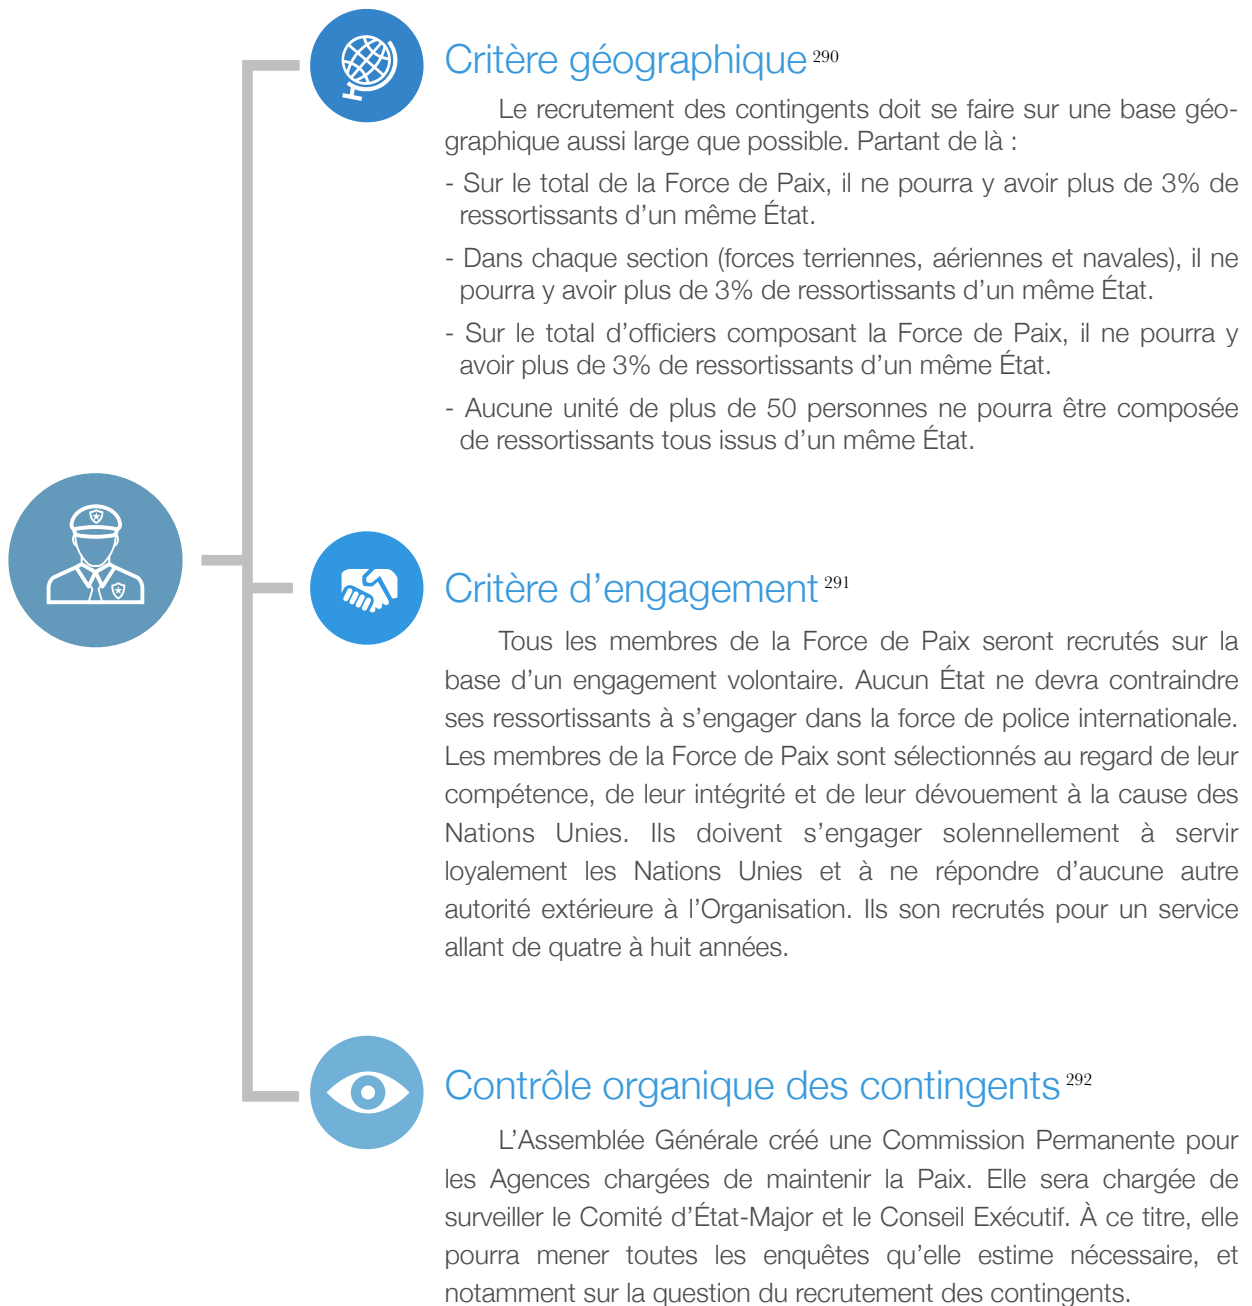 Critère géographique 290
Le recrutement des contingents doit se faire sur une base géo-
graphique aussi large que possible. Partant de là :
- Sur le total de la Force de Paix, il ne pourra y avoir plus de 3% de
ressortissants d’un même État.
- Dans chaque section (forces terriennes, aériennes et navales), il ne
pourra y avoir plus de 3% de ressortissants d’un même État.
- Sur le total d’officiers composant la Force de Paix, il ne pourra y
avoir plus de 3% de ressortissants d’un même État.
- Aucune unité de plus de 50 personnes ne pourra être composée
de ressortissants tous issus d’un même État.
Critère d’engagement 291
Tous les membres de la Force de Paix seront recrutés sur la
base d’un engagement volontaire. Aucun État ne devra contraindre
ses ressortissants à s’engager dans la force de police internationale.
Les membres de la Force de Paix sont sélectionnés au regard de leur
compétence, de leur intégrité et de leur dévouement à la cause des
Nations Unies. Ils doivent s’engager solennellement à servir
loyalement les Nations Unies et à ne répondre d’aucune autre
autorité extérieure à l’Organisation. Ils son recrutés pour un service
allant de quatre à huit années.
Contrôle organique des contingents 292
L’Assemblée Générale créé une Commission Permanente pour
les Agences chargées de maintenir la Paix. Elle sera chargée de
surveiller le Comité d’État-Major et le Conseil Exécutif. À ce titre, elle
pourra mener toutes les enquêtes qu’elle estime nécessaire, et
notamment sur la question du recrutement des contingents.